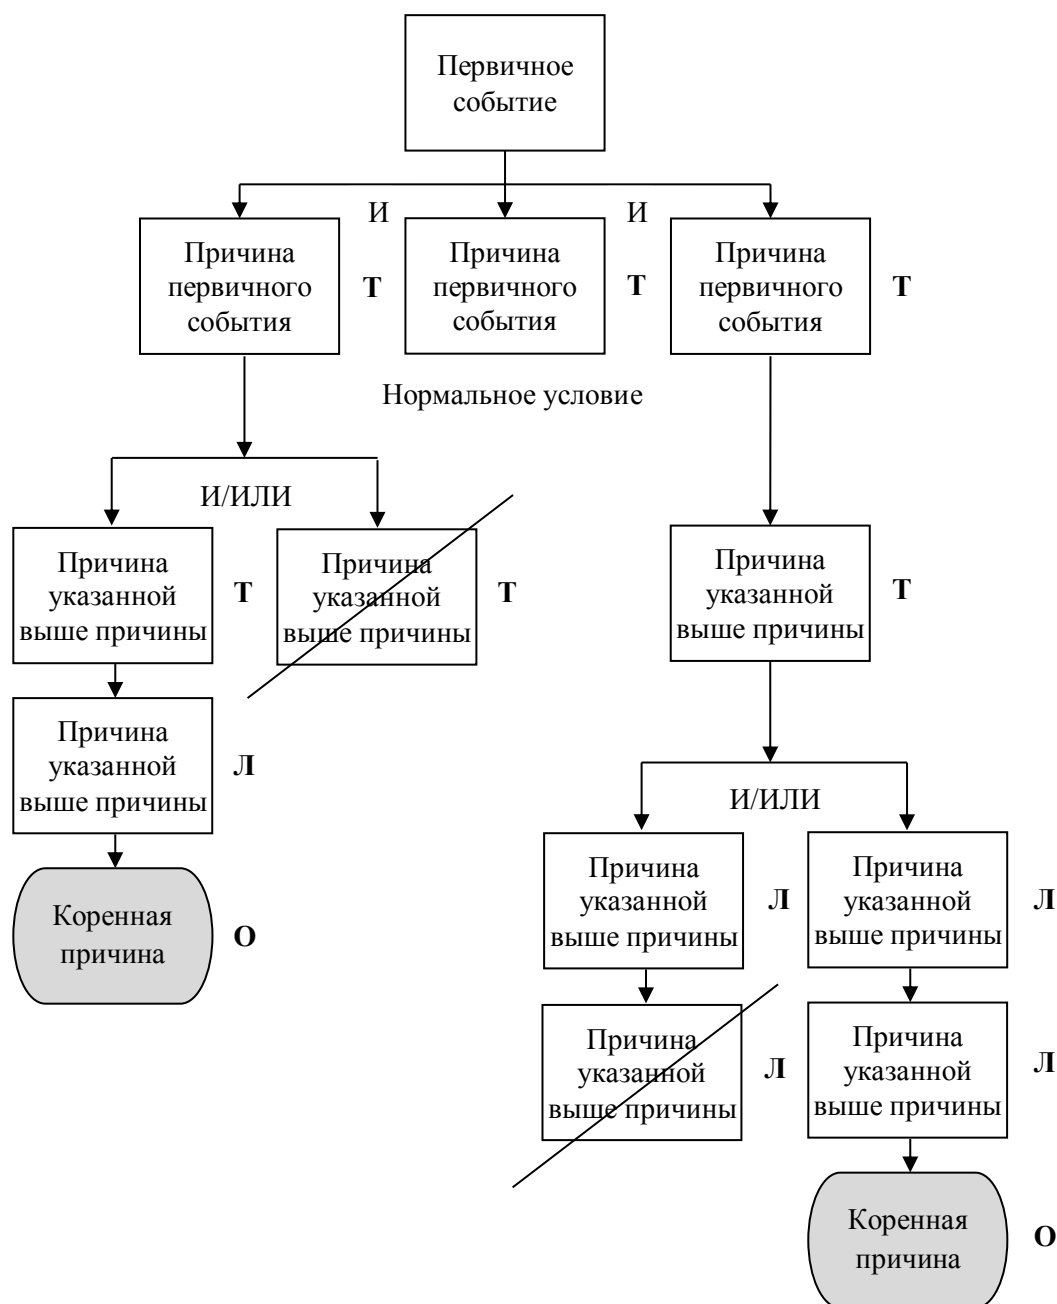 Первичное
событие
И
И
Причина
первичного
события
Т
Причина
первичного
события
Т
Причина
первичного
события
Т
Нормальное условие
И/ИЛИ
Причина
указанной
выше причины
Т
Причина
указанной
выше причины
Т
Причина
указанной
выше причины
Т
Причина
указанной
выше причины
Л
И/ИЛИ
Коренная
причина
О
Причина
указанной
выше причины
Л
Причина
указанной
выше причины
Л
Причина
указанной
выше причины
Л
Причина
указанной
выше причины
Л
Коренная
причина
О